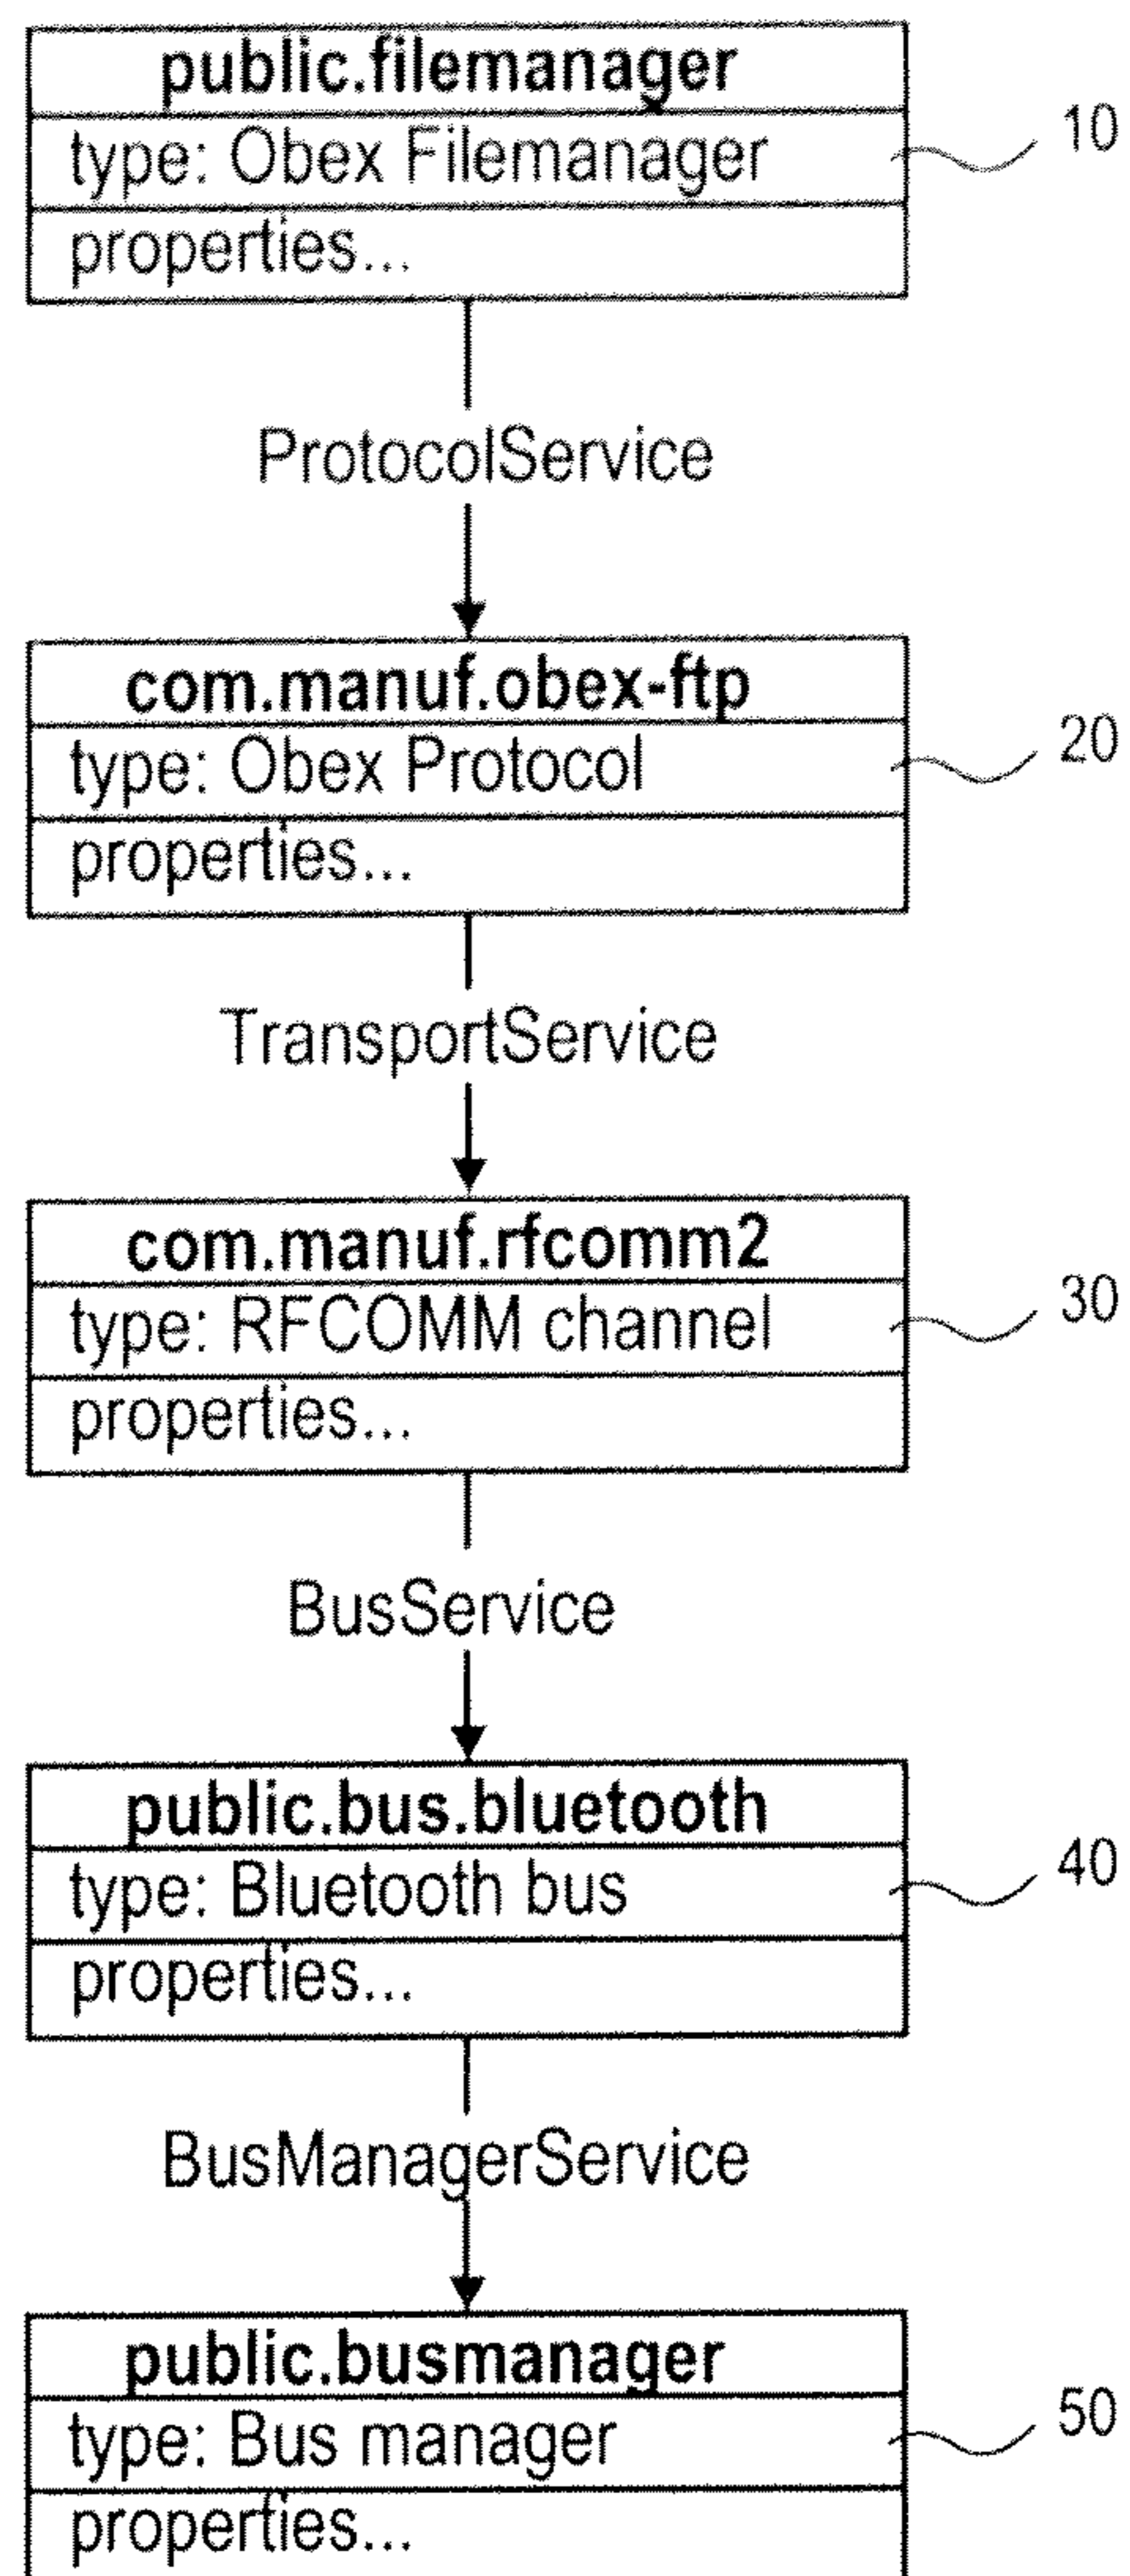 public.filemanager
type: Obex Filemanager
10
properties...
ProtocolService
com.manuf.obex-ftp
type: Obex Protocol
20
properties...
TransportService
com.manuf.rfcomm2
type: RFCOMM channel
30
properties...
BusService
public.bus.bluetooth
type: Bluetooth bus
40
properties...
BusManagerService
public.busmanager
type: Bus manager
50
properties...